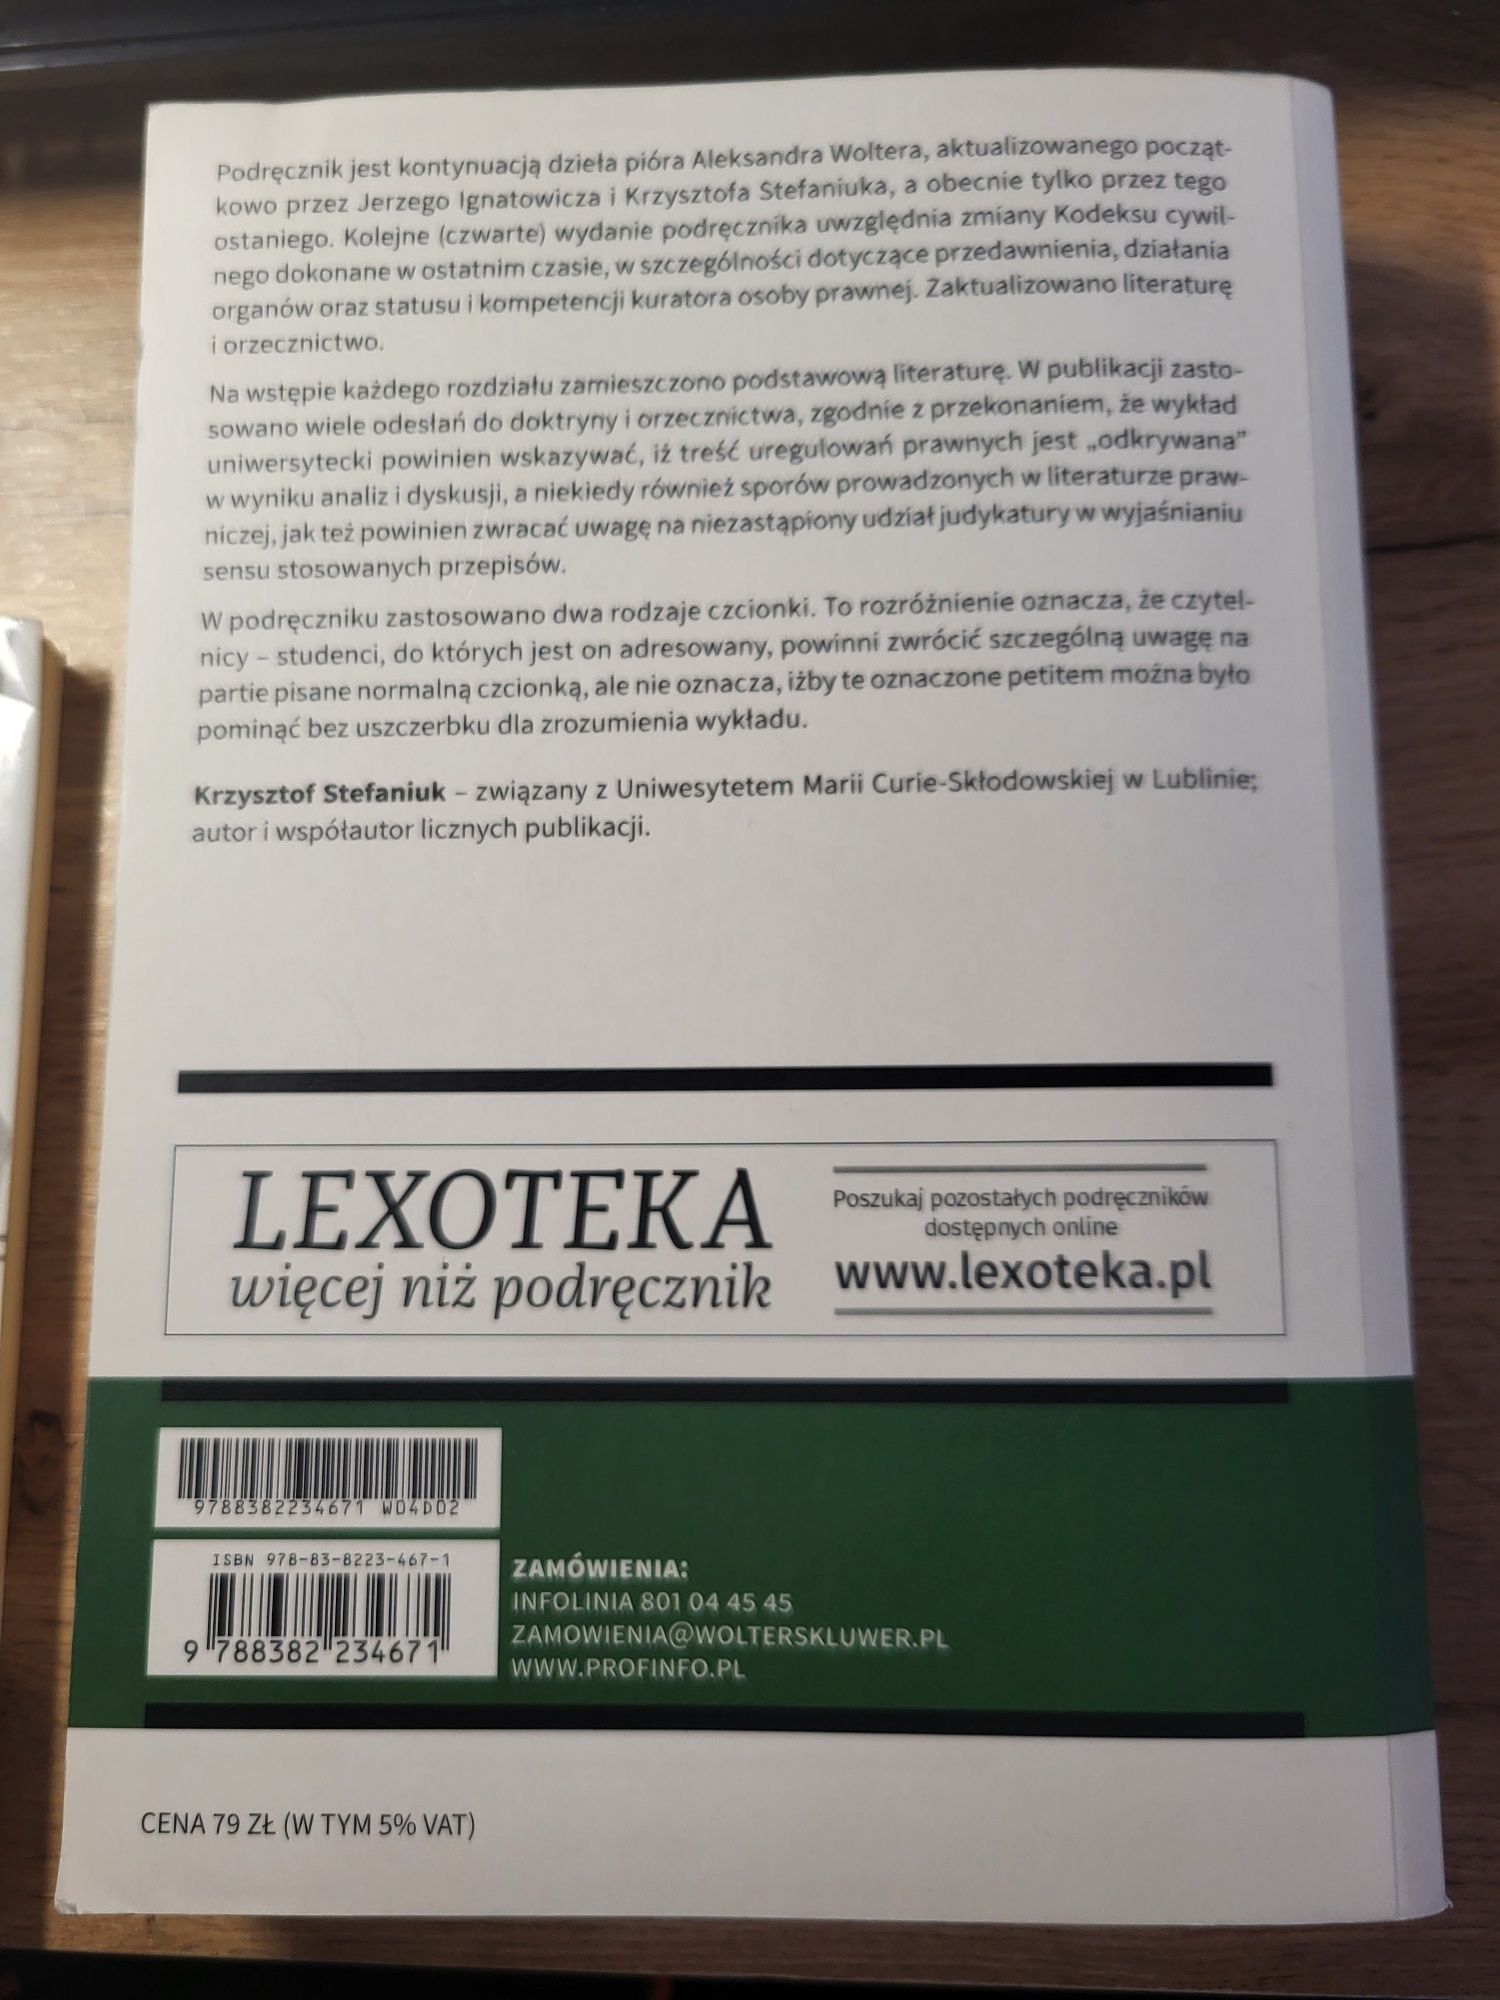 Podręcznik jest kontynuacją dzieła pióra Aleksandra Woltera, aktualizowanego począt-
kowo przez Jerzego Ignatowicza i Krzysztofa Stefaniuka, a obecnie tylko przez tego
ostaniego. Kolejne (czwarte) wydanie podręcznika uwzględnia zmiany Kodeksu cywil-
nego dokonane w ostatnim czasie, w szczególności dotyczące przedawnienia, działania
organów oraz statusu i kompetencji kuratora osoby prawnej. Zaktualizowano literaturę
i orzecznictwo.
Na wstępie każdego rozdziału zamieszczono podstawową literaturę. W publikacji zasto-
sowano wiele odesłań do doktryny i orzecznictwa, zgodnie z przekonaniem, że wykład
uniwersytecki powinien wskazywać, iż treść uregulowań prawnych jest „odkrywana”
w wyniku analiz i dyskusji, a niekiedy również sporów prowadzonych w literaturze praw-
niczej, jak też powinien zwracać uwagę na niezastąpiony udział judykatury w wyjaśnianiu
sensu stosowanych przepisów.
W podręczniku zastosowano dwa rodzaje czcionki. To rozróżnienie oznacza, że czytel-
nicy – studenci, do których jest on adresowany, powinni zwrócić szczególną uwagę na
partie pisane normalną czcionką, ale nie oznacza, iżby te oznaczone petitem można było
pominąć bez uszczerbku dla zrozumienia wykładu.
Krzysztof Stefaniuk – związany z Uniwesytetem Marii Curie-Skłodowskiej w Lublinie;
autor i współautor licznych publikacji.
LEXOTEKA
więcej niż podręcznik
Poszukaj pozostałych podręczników
dostępnych online
www.lexoteka.pl
9788382234671 W04D02
ISBN 978-83-8223-467-1
9 788382 234671
ZAMÓWIENIA:
INFOLINIA 801 04 45 45
ZAMOWIENIA@WOLTERSKLUWER.PL
WWW.PROFINFO.PL
CENA 79 ZŁ (W TYM 5% VAT)